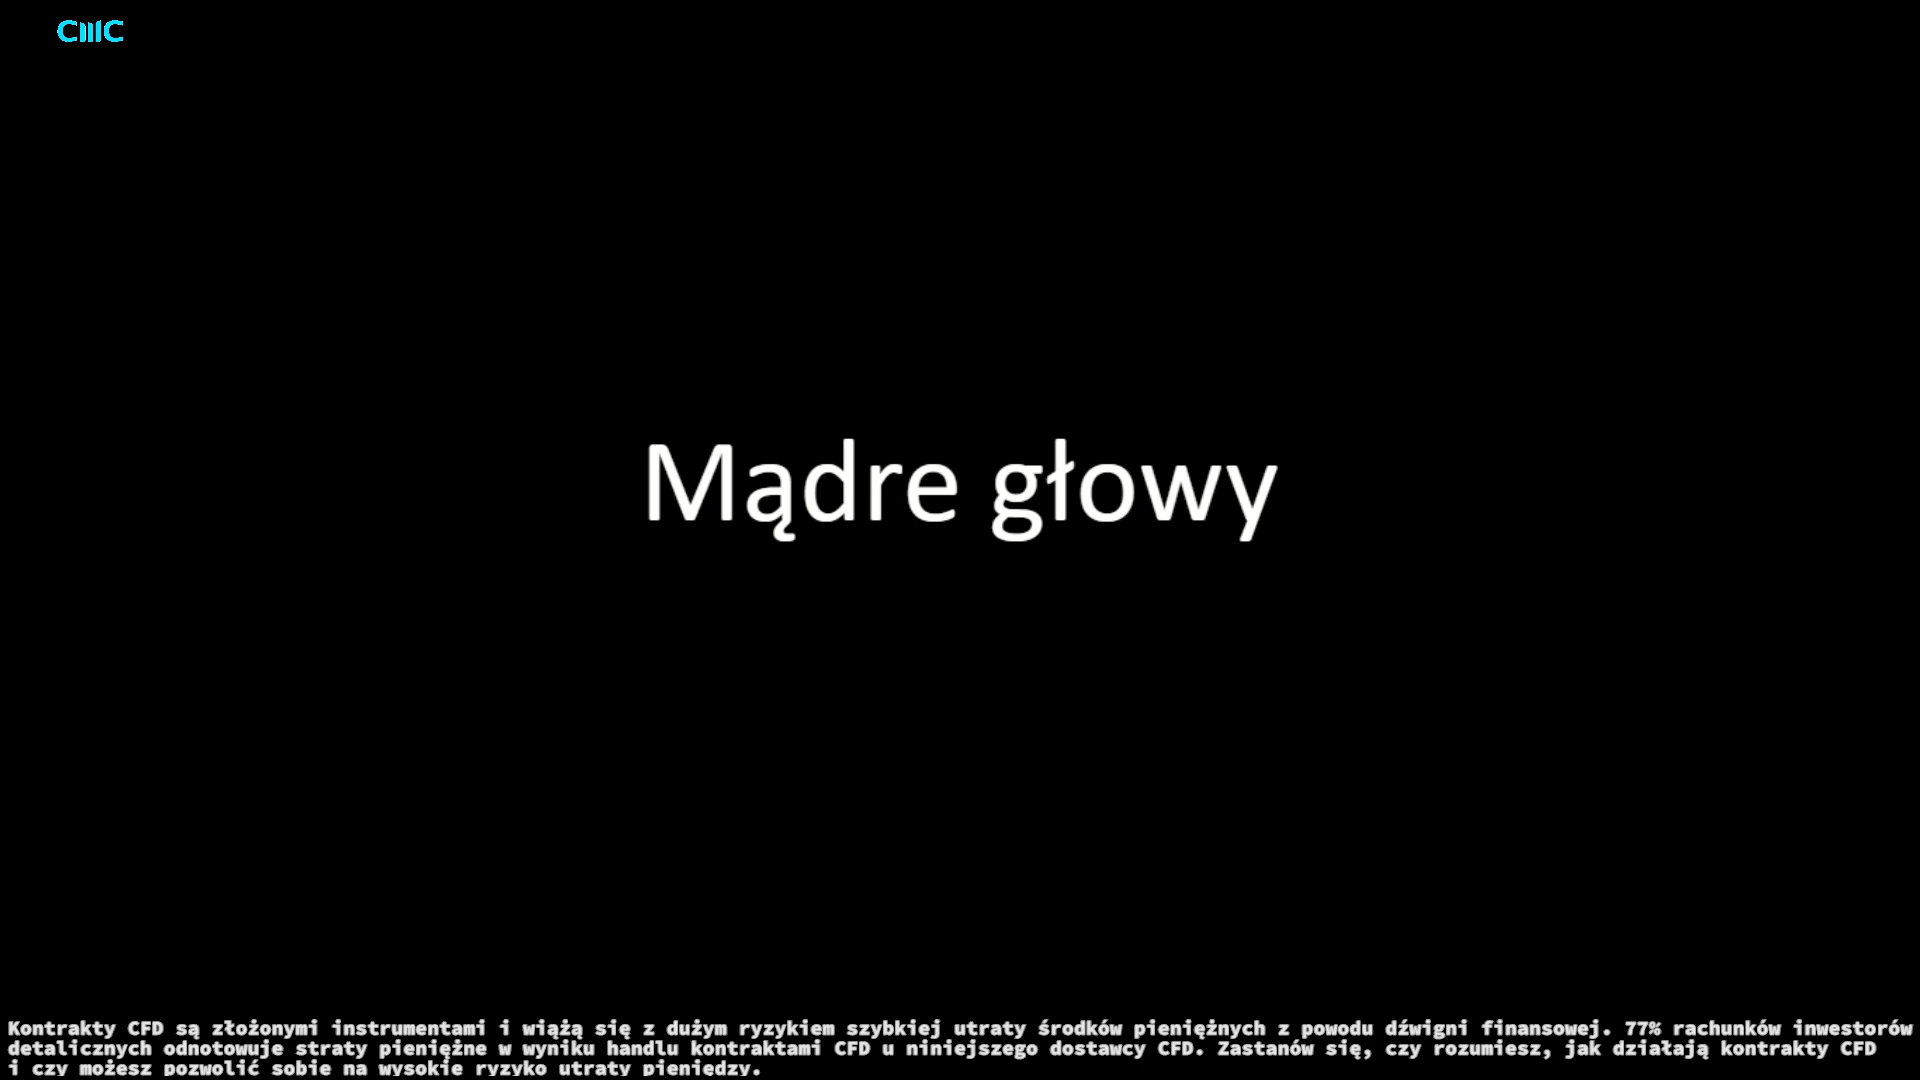 CMC
Mądre głowy
Kontrakty CFD są złożonymi instrumentami i wiążą się z dużym ryzykiem szybkiej utraty środków pieniężnych z powodu dźwigni finansowej. 77% rachunków inwestorów
detalicznych odnotowuje straty pieniężne w wyniku handlu kontraktami CFD u niniejszego dostawcy CFD. Zastanów się, czy rozumiesz, jak działają kontrakty CFD
i czy możesz pozwolić sobie na wysokie ryzyko utraty pieniędzy.